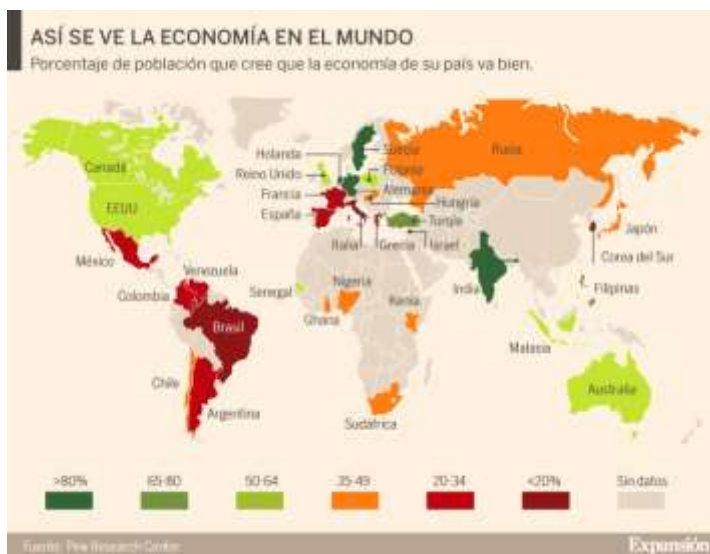 ASÍ SE VE LA ECONOMÍA EN EL MUNDO
Porcentaje de población que cree que la economía de su país va bien.
Canadá
EEUU
México
Venezuela
Colombia
Brasil
Chile
Argentina
Holanda
Reino Unido
Francia
España
Suecia
Polonia
Alemania
Hungría
Turquía
Italia
Grecia
Israel
Rusia
Japón
Corea del Sur
Filipinas
India
Malasia
Australia
Senegal
Nigeria
Ghana
Kenia
Sudáfrica
>80%
65-80
50-64
35-49
20-34
<20%
Sin datos
Fuente: Pew Research Center
Expansión